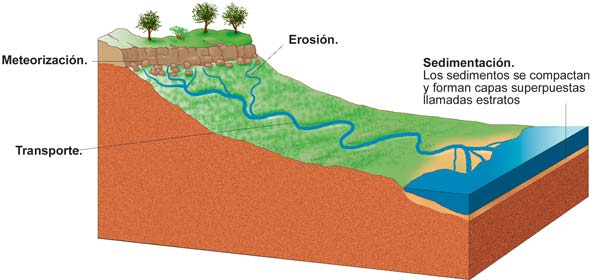 Erosión.
Meteorización.
Sedimentación.
Los sedimentos se compactan
y forman capas superpuestas
llamadas estratos
Transporte.